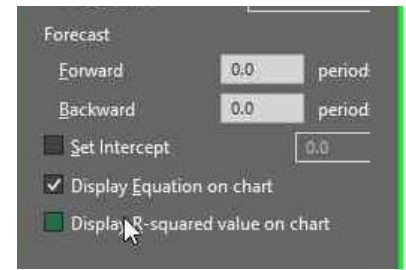 Forecast
Forward 0.0 period
Backward 0.0 period
Set Intercept 0.0
Display Equation on chart
Display R-squared value on chart